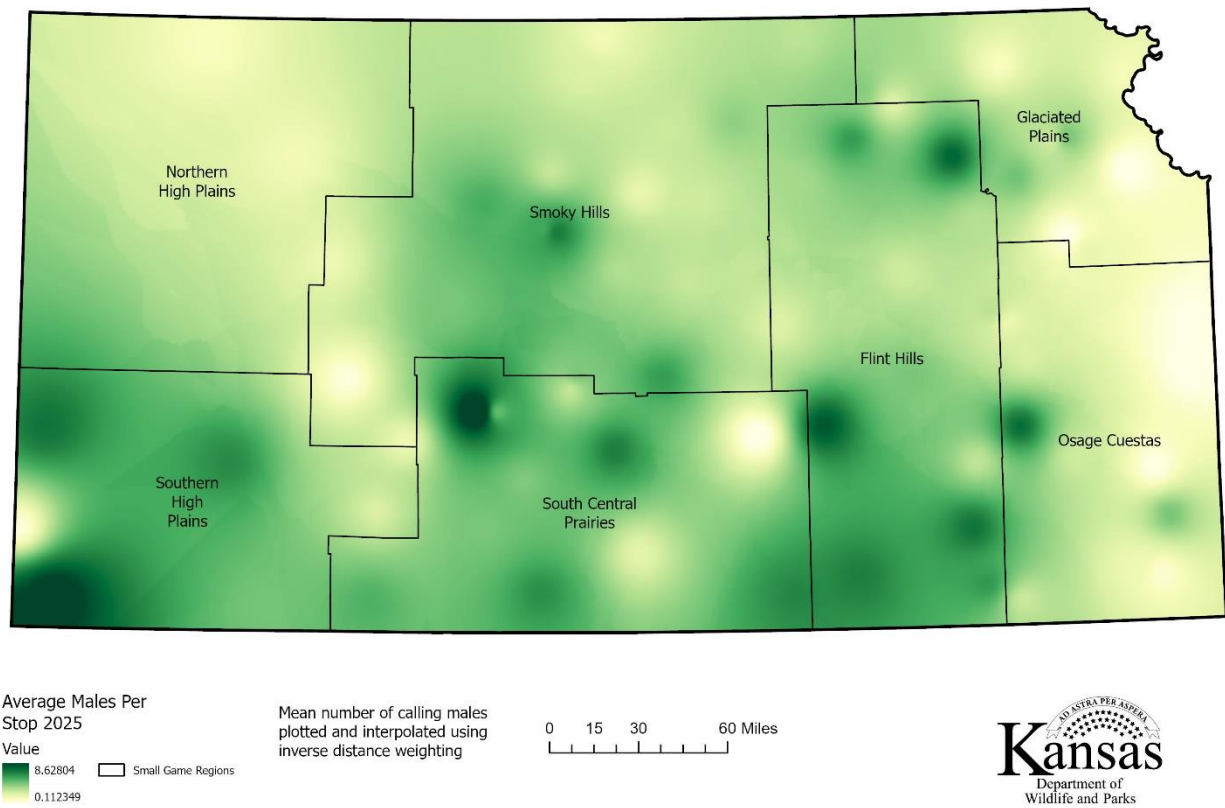 Glaciated
Plains
Northern
High Plains
Smoky Hills
Flint Hills
Osage Cuestas
Southern
High
Plains
South Central
Prairies
Average Males Per
Stop 2025
Value
8.62804
0.112349
Small Game Regions
Mean number of calling males
plotted and interpolated using
inverse distance weighting
0 15 30 60 Miles
AD ASTRA PER ASPERA
Kansas
Department of
Wildlife and Parks